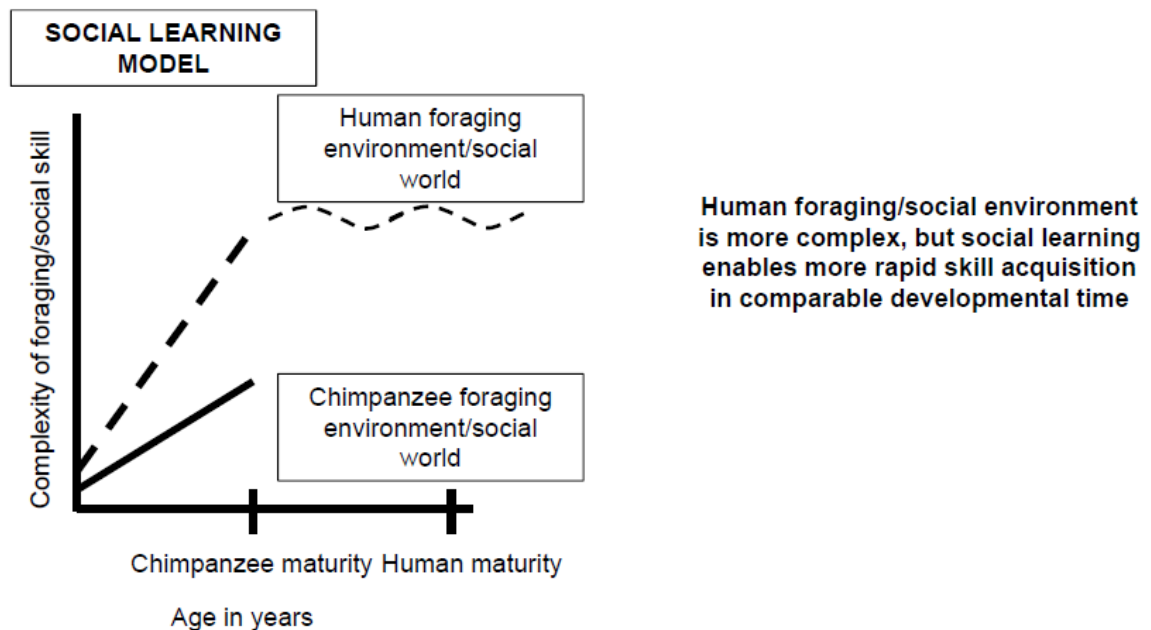 SOCIAL LEARNING
MODEL
Complexity of foraging/social skill
Human foraging
environment/social
world
Chimpanzee foraging
environment/social
world
Chimpanzee maturity
Human maturity
Age in years
Human foraging/social environment
is more complex, but social learning
enables more rapid skill acquisition
in comparable developmental time